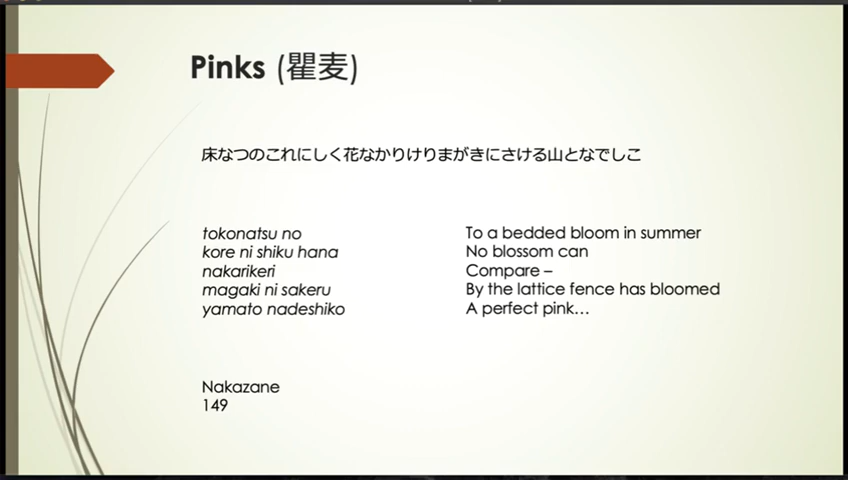 Pinks (瞿麦)
床なつのこれにしく花なかりけりまがきにさける山となでしこ
tokonatsu no
kore ni shiku hana
nakarikeri
magaki ni sakeru
yamato nadeshiko
To a bedded bloom in summer
No blossom can
Compare –
By the lattice fence has bloomed
A perfect pink…
Nakazane
149